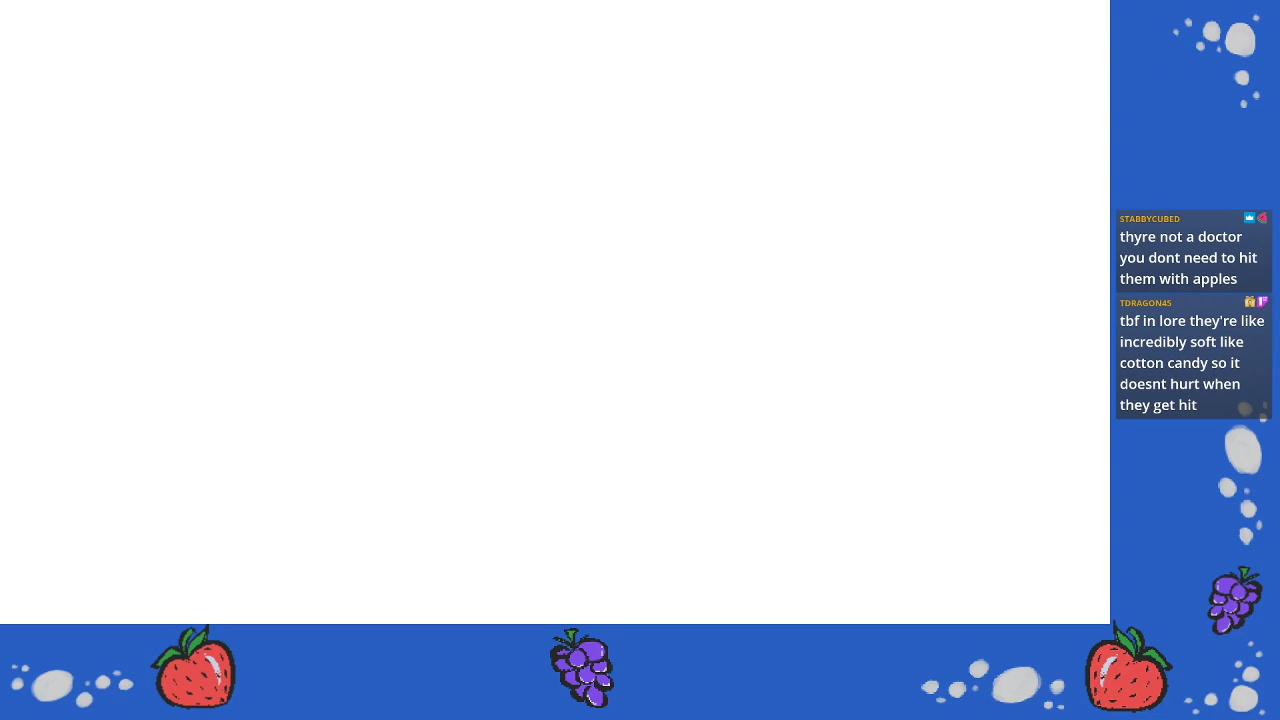 STABBYCUBED
thyre not a doctor
you dont need to hit
them with apples
TDRAGON45
tbf in lore they're like
incredibly soft like
cotton candy so it
doesnt hurt when
they get hit